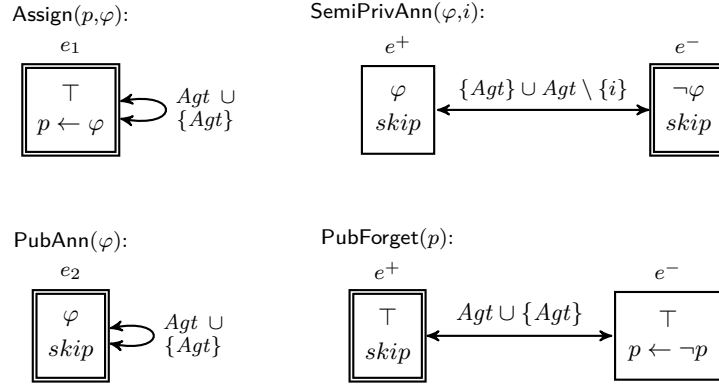 Assign(p,φ):
e₁
⊤
p ← φ
Agt ∪
{Agt}
SemiPrivAnn(φ,i):
e⁺
φ
skip
{Agt} ∪ Agt \ {i}
e⁻
¬φ
skip
PubAnn(φ):
e₂
φ
skip
Agt ∪
{Agt}
PubForget(p):
e⁺
⊤
skip
Agt ∪ {Agt}
e⁻
⊤
p ← ¬p